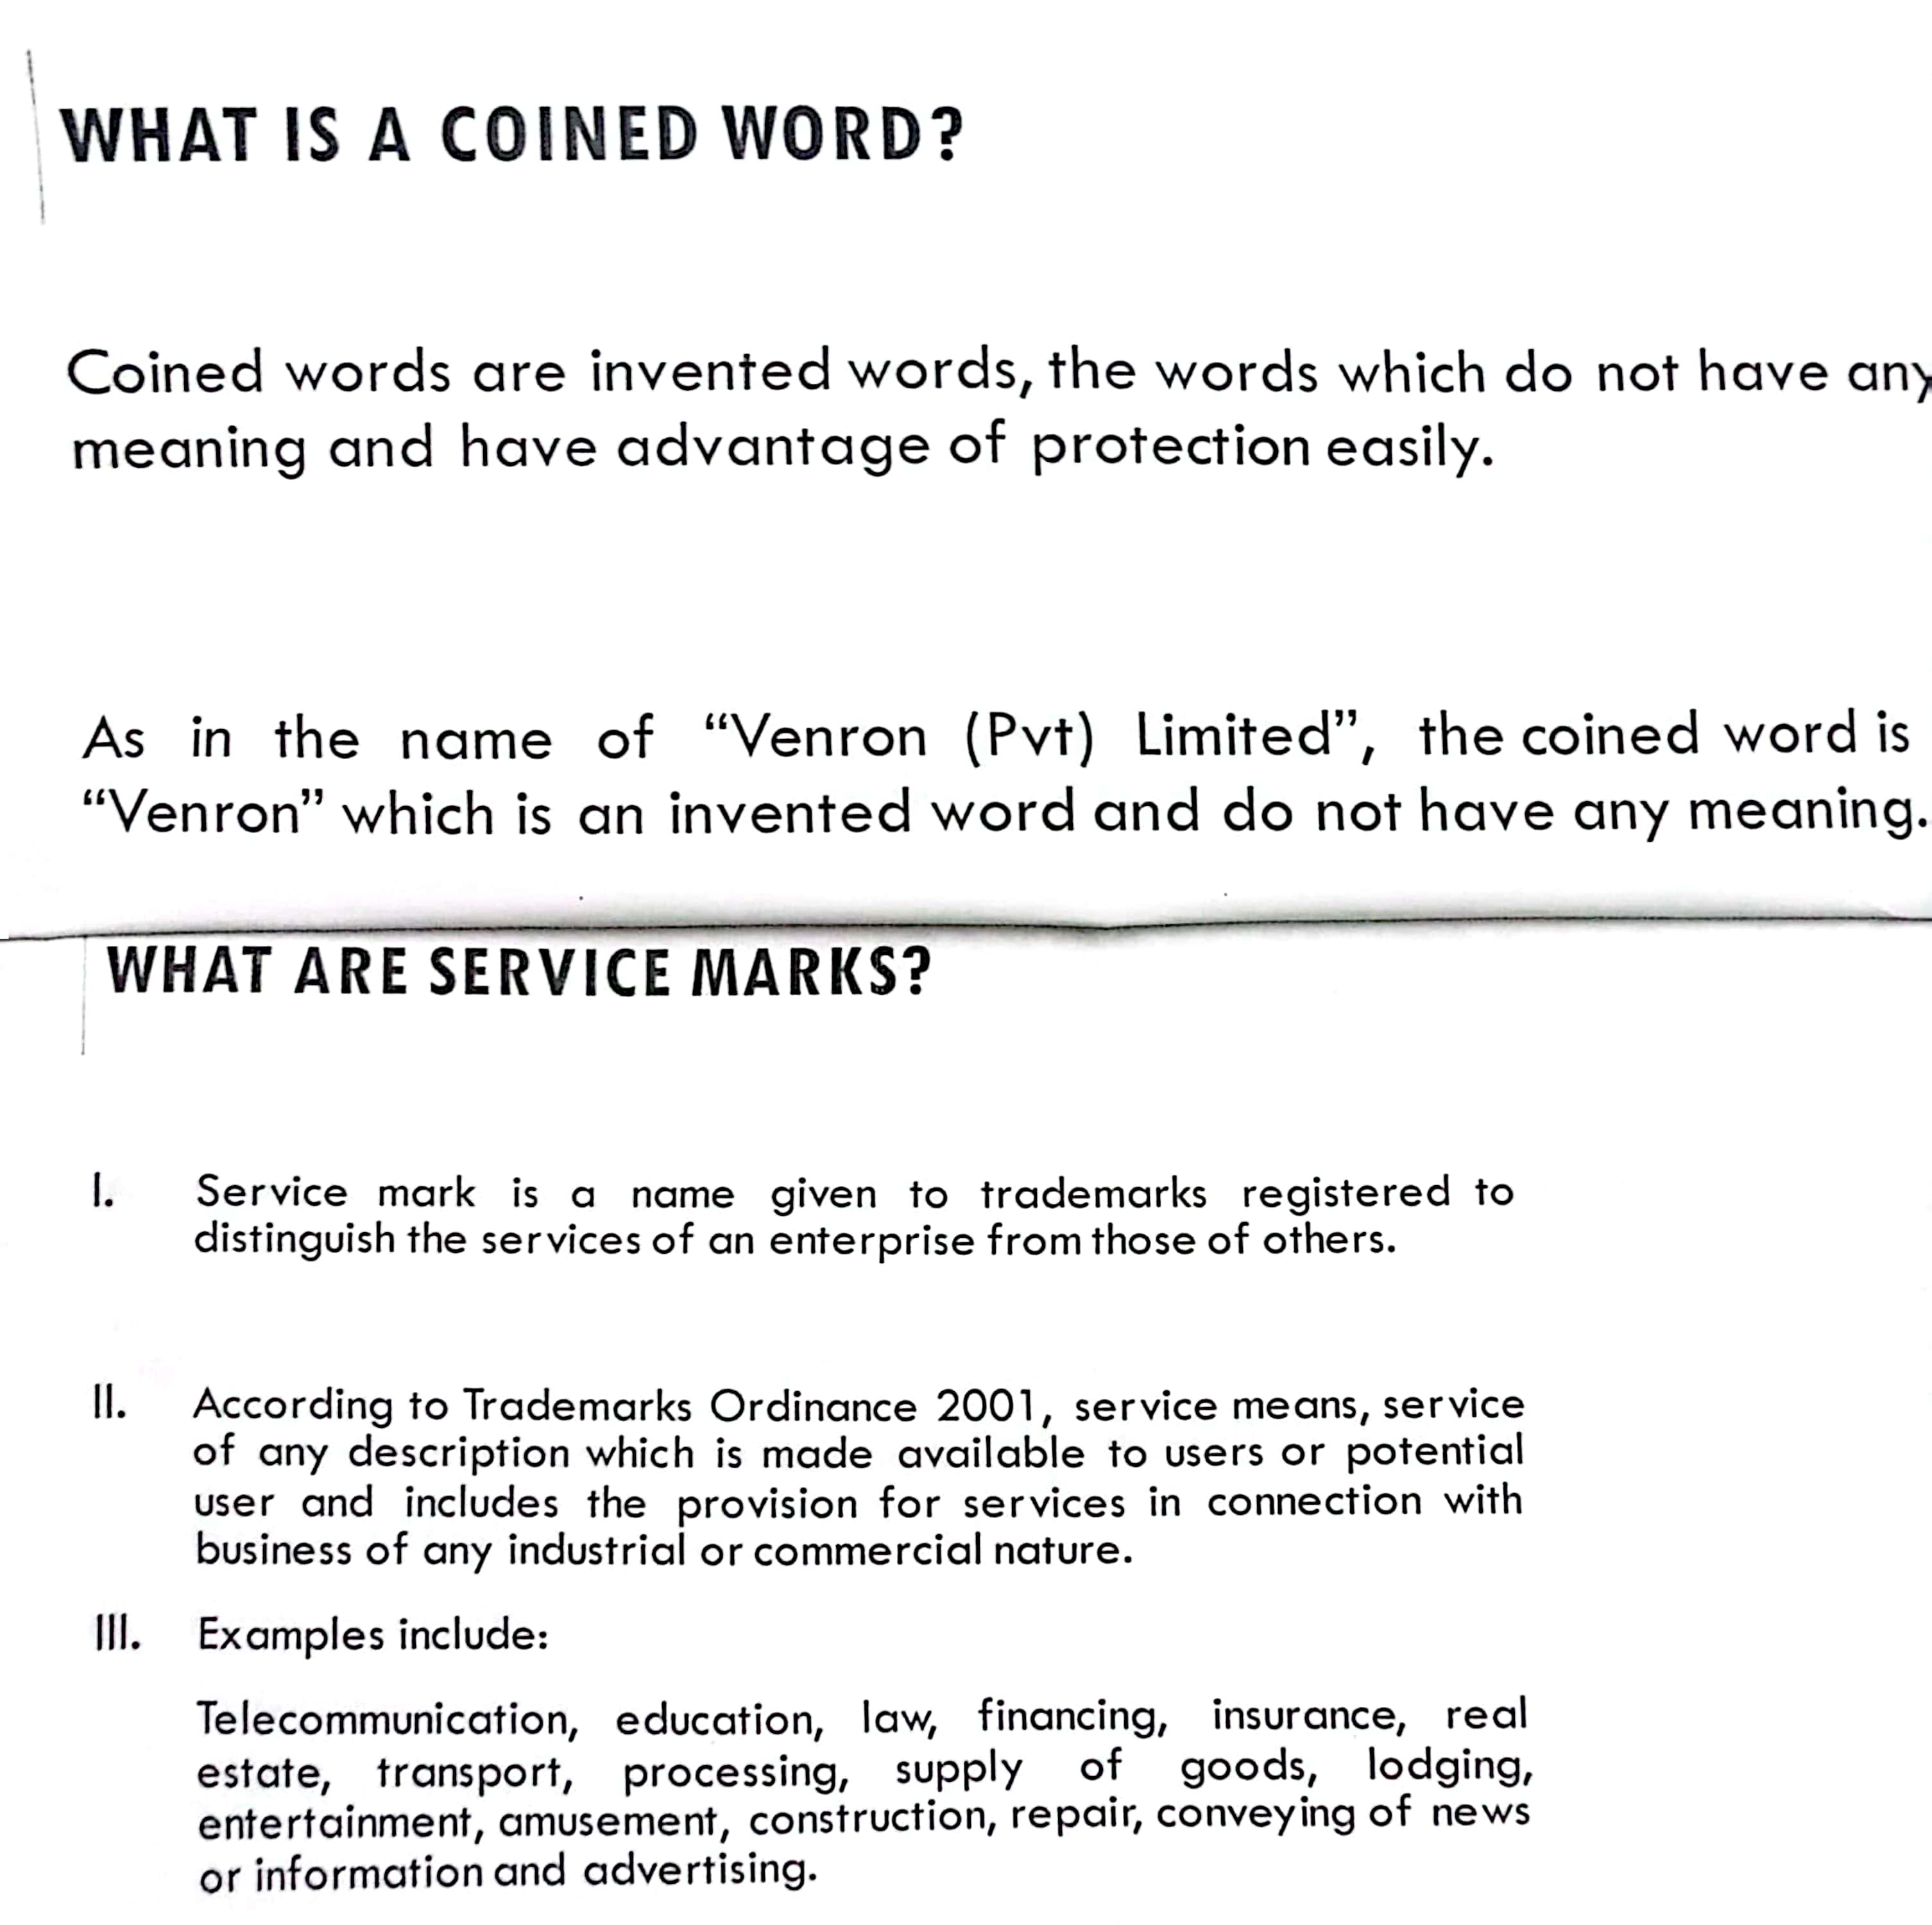 WHAT IS A COINED WORD?
Coined words are invented words, the words which do not have any
meaning and have advantage of protection easily.
As in the name of “Venron (Pvt) Limited”, the coined word is
“Venron” which is an invented word and do not have any meaning.
WHAT ARE SERVICE MARKS?
I. Service mark is a name given to trademarks registered to
distinguish the services of an enterprise from those of others.
II. According to Trademarks Ordinance 2001, service means, service
of any description which is made available to users or potential
user and includes the provision for services in connection with
business of any industrial or commercial nature.
III. Examples include:
Telecommunication, education, law, financing, insurance, real
estate, transport, processing, supply of goods, lodging,
entertainment, amusement, construction, repair, conveying of news
or information and advertising.